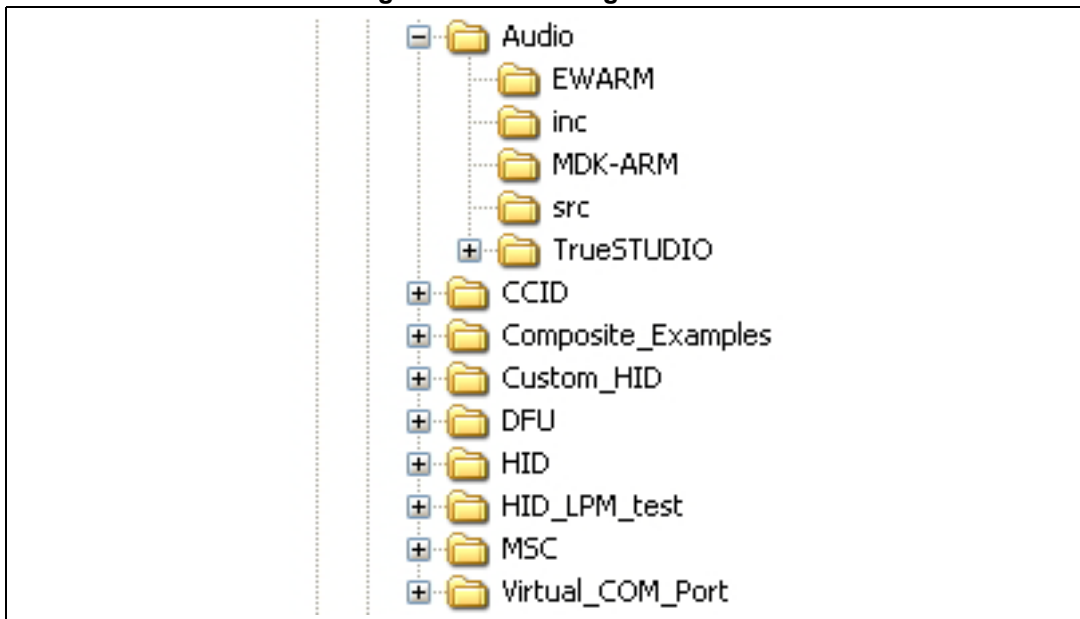 Audio
EWARM
inc
MDK-ARM
src
TrueSTUDIO
CCID
Composite_Examples
Custom_HID
DFU
HID
HID_LPM_test
MSC
Virtual_COM_Port